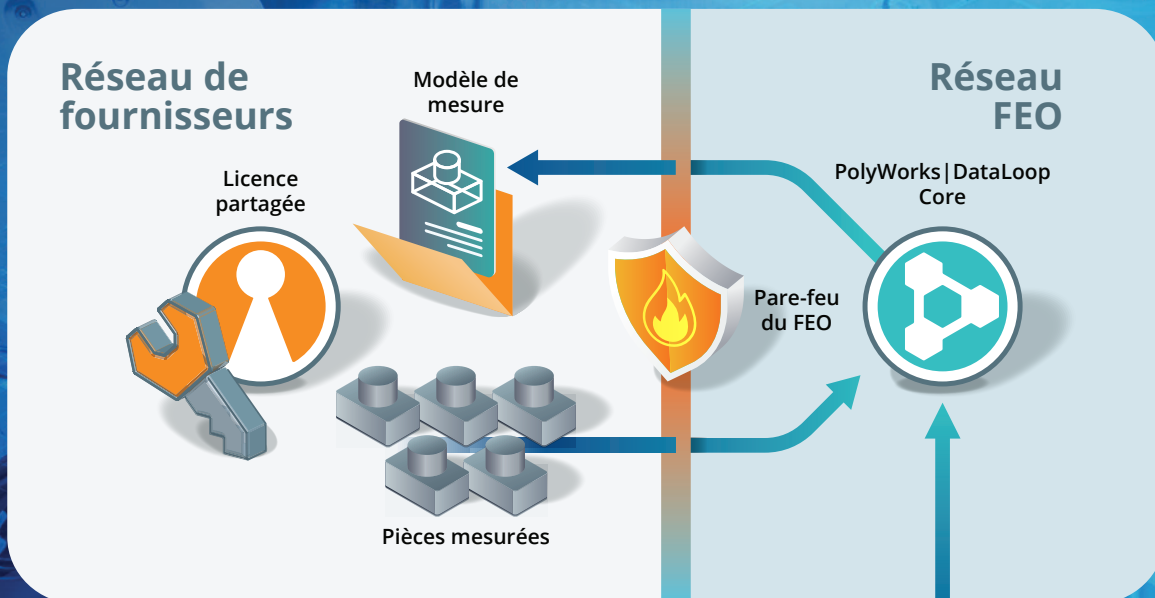 Réseau de
fournisseurs
Modèle de
mesure
Réseau
FEO
Licence
partagée
PolyWorks|DataLoop
Core
Pare-feu
du FEO
Pièces mesurées